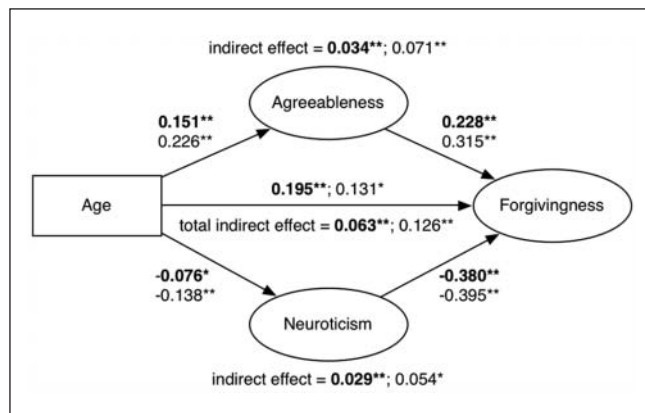 indirect effect = 0.034**; 0.071**
Agreeableness
0.151**
0.226**
0.228**
0.315**
0.195**; 0.131*
Age
Forgivingness
total indirect effect = 0.063**; 0.126**
-0.076*
-0.138**
-0.380**
-0.395**
Neuroticism
indirect effect = 0.029**; 0.054*